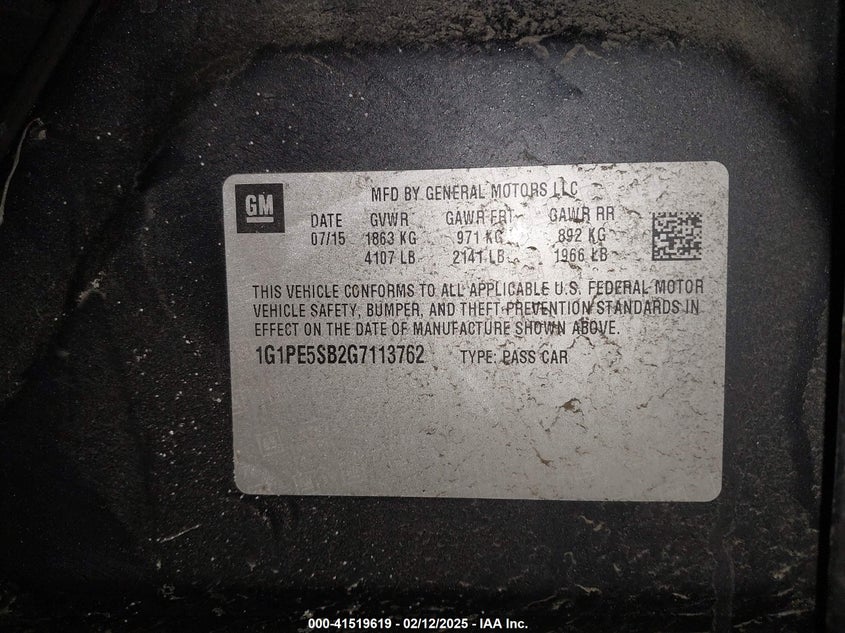 GM
MFD BY GENERAL MOTORS LLC
DATE GVWR GAWR FRT GAWR RR
07/15 1863 KG 971 KG 892 KG
4107 LB 2141 LB 1966 LB
THIS VEHICLE CONFORMS TO ALL APPLICABLE U.S. FEDERAL MOTOR
VEHICLE SAFETY, BUMPER, AND THEFT PREVENTION STANDARDS IN
EFFECT ON THE DATE OF MANUFACTURE SHOWN ABOVE.
1G1PE5SB2G7113762 TYPE: PASS CAR
000-41519619 - 02/12/2025 - IAA Inc.